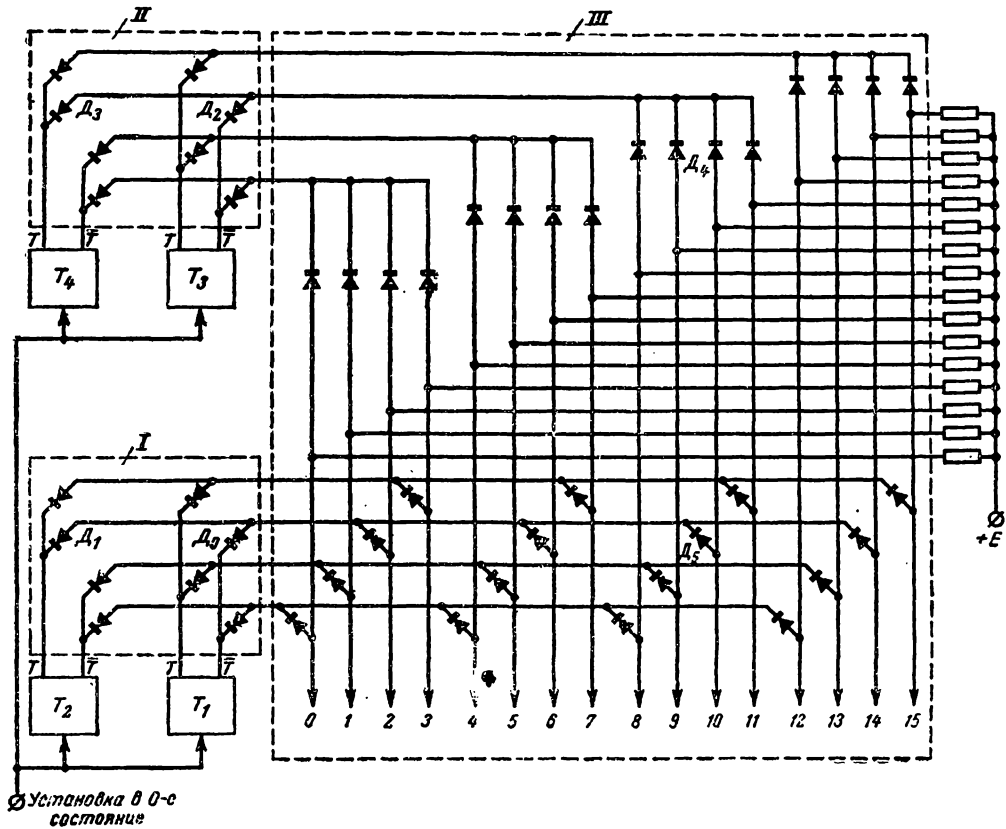 II III
Д3 Д2
Д4
T T̅ T T̅
T4 T3
I
+E
Д1 Д0 Д5
T T̅ T T̅
T2 T1
0 1 2 3 4 5 6 7 8 9 10 11 12 13 14 15
Установка в 0-е
состояние